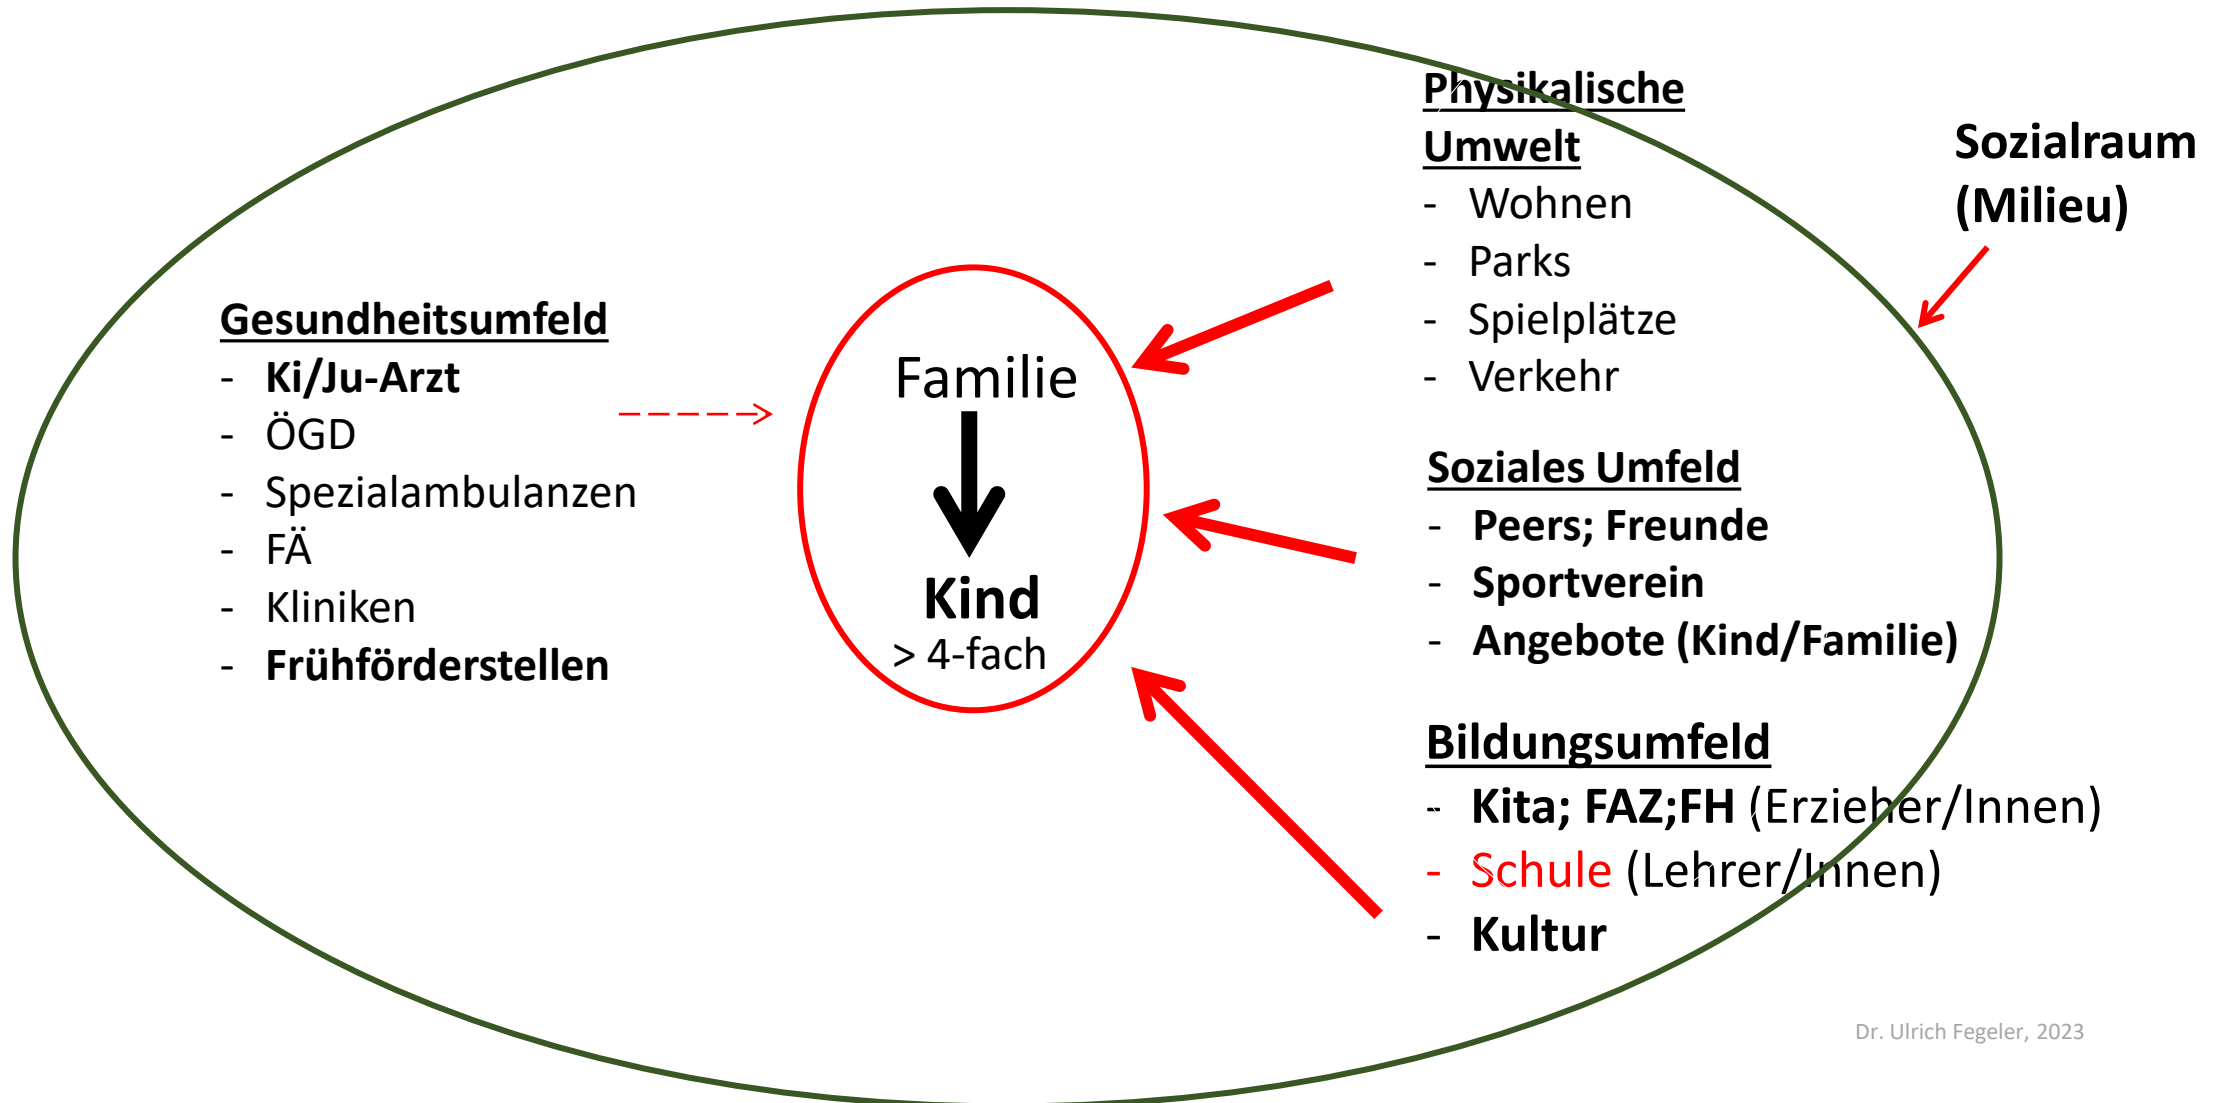 Gesundheitsumfeld
- Ki/Ju-Arzt
- ÖGD
- Spezialambulanzen
- FÄ
- Kliniken
- Frühförderstellen
Familie
Kind
> 4-fach
Physikalische
Umwelt
- Wohnen
- Parks
- Spielplätze
- Verkehr
Soziales Umfeld
- Peers; Freunde
- Sportverein
- Angebote (Kind/Familie)
Bildungsumfeld
- Kita; FAZ;FH (Erzieher/Innen)
- Schule (Lehrer/Innen)
- Kultur
Sozialraum
(Milieu)
Dr. Ulrich Fegeler, 2023